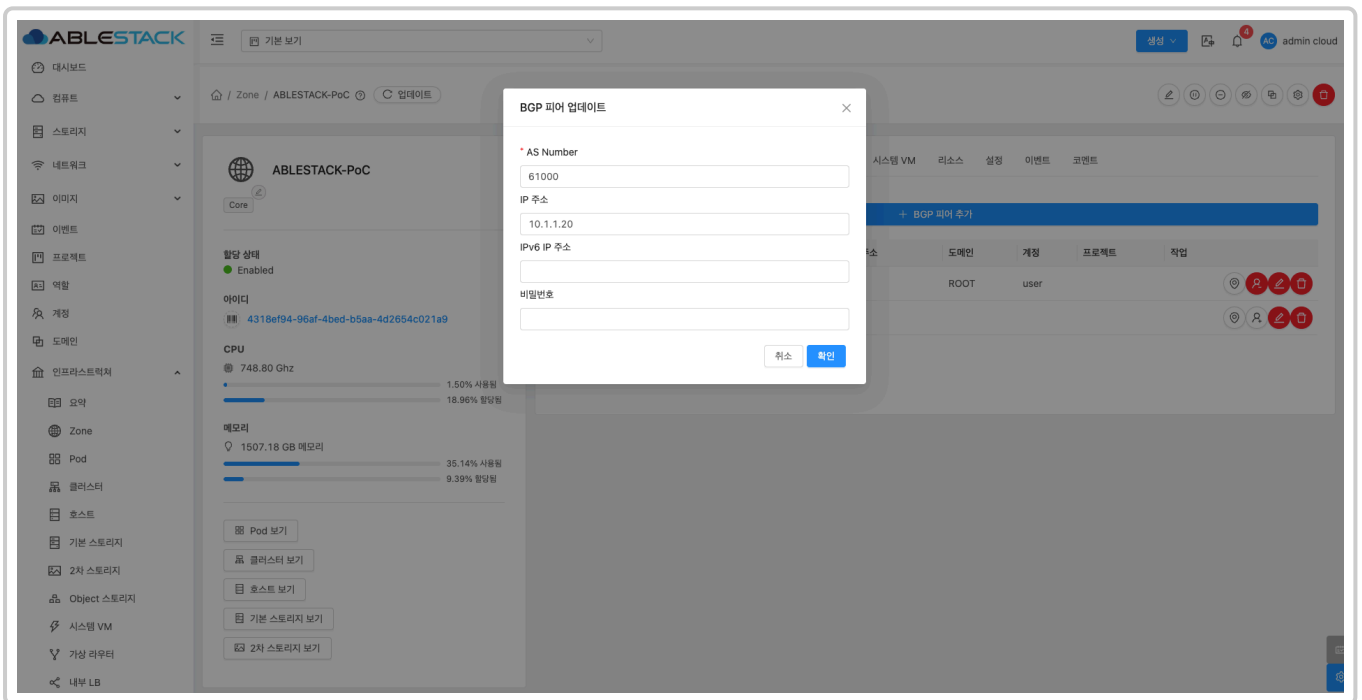 ABLESTACK
기본 보기
생성
4
AC
admin cloud
대시보드
컴퓨트
스토리지
네트워크
이미지
이벤트
프로젝트
역할
계정
도메인
인프라스트럭쳐
요약
Zone
Pod
클러스터
호스트
기본 스토리지
2차 스토리지
Object 스토리지
시스템 VM
가상 라우터
내부 LB
/ Zone / ABLESTACK-PoC
업데이트
ABLESTACK-PoC
Core
할당 상태
Enabled
아이디
4318ef94-96af-4bed-b5aa-4d2654c021a9
CPU
748.80 Ghz
1.50% 사용됨
18.96% 할당됨
메모리
1507.18 GB 메모리
35.14% 사용됨
9.39% 할당됨
Pod 보기
클러스터 보기
호스트 보기
기본 스토리지 보기
2차 스토리지 보기
BGP 피어 업데이트
* AS Number
61000
IP 주소
10.1.1.20
IPv6 IP 주소
비밀번호
취소
확인
시스템 VM 리소스 설정 이벤트 코멘트
+ BGP 피어 추가
도메인 계정 프로젝트 작업
ROOT user